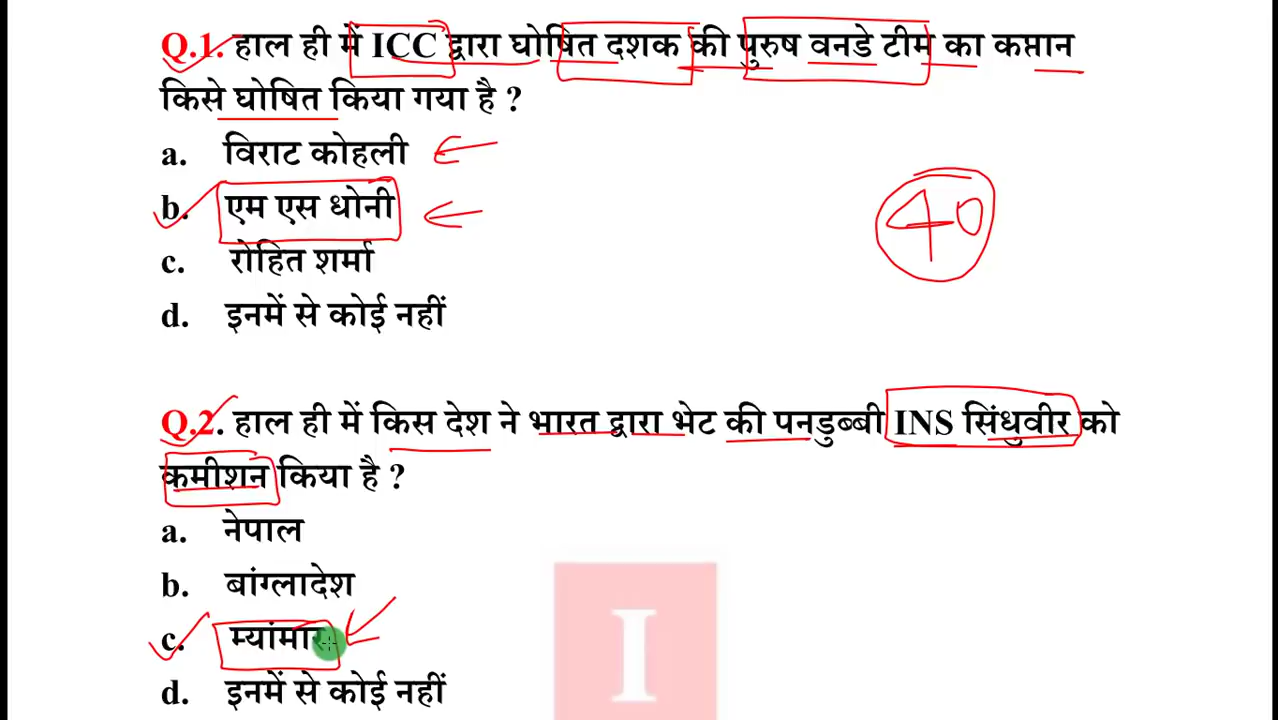 Q.1. हाल ही में ICC द्वारा घोषित दशक की पुरुष वनडे टीम का कप्तान
किसे घोषित किया गया है ?
a. विराट कोहली
b. एम एस धोनी
40
c. रोहित शर्मा
d. इनमें से कोई नहीं
Q.2. हाल ही में किस देश ने भारत द्वारा भेट की पनडुब्बी INS सिंधुवीर को
कमीशन किया है ?
a. नेपाल
b. बांग्लादेश
c. म्यांमार
d. इनमें से कोई नहीं
I